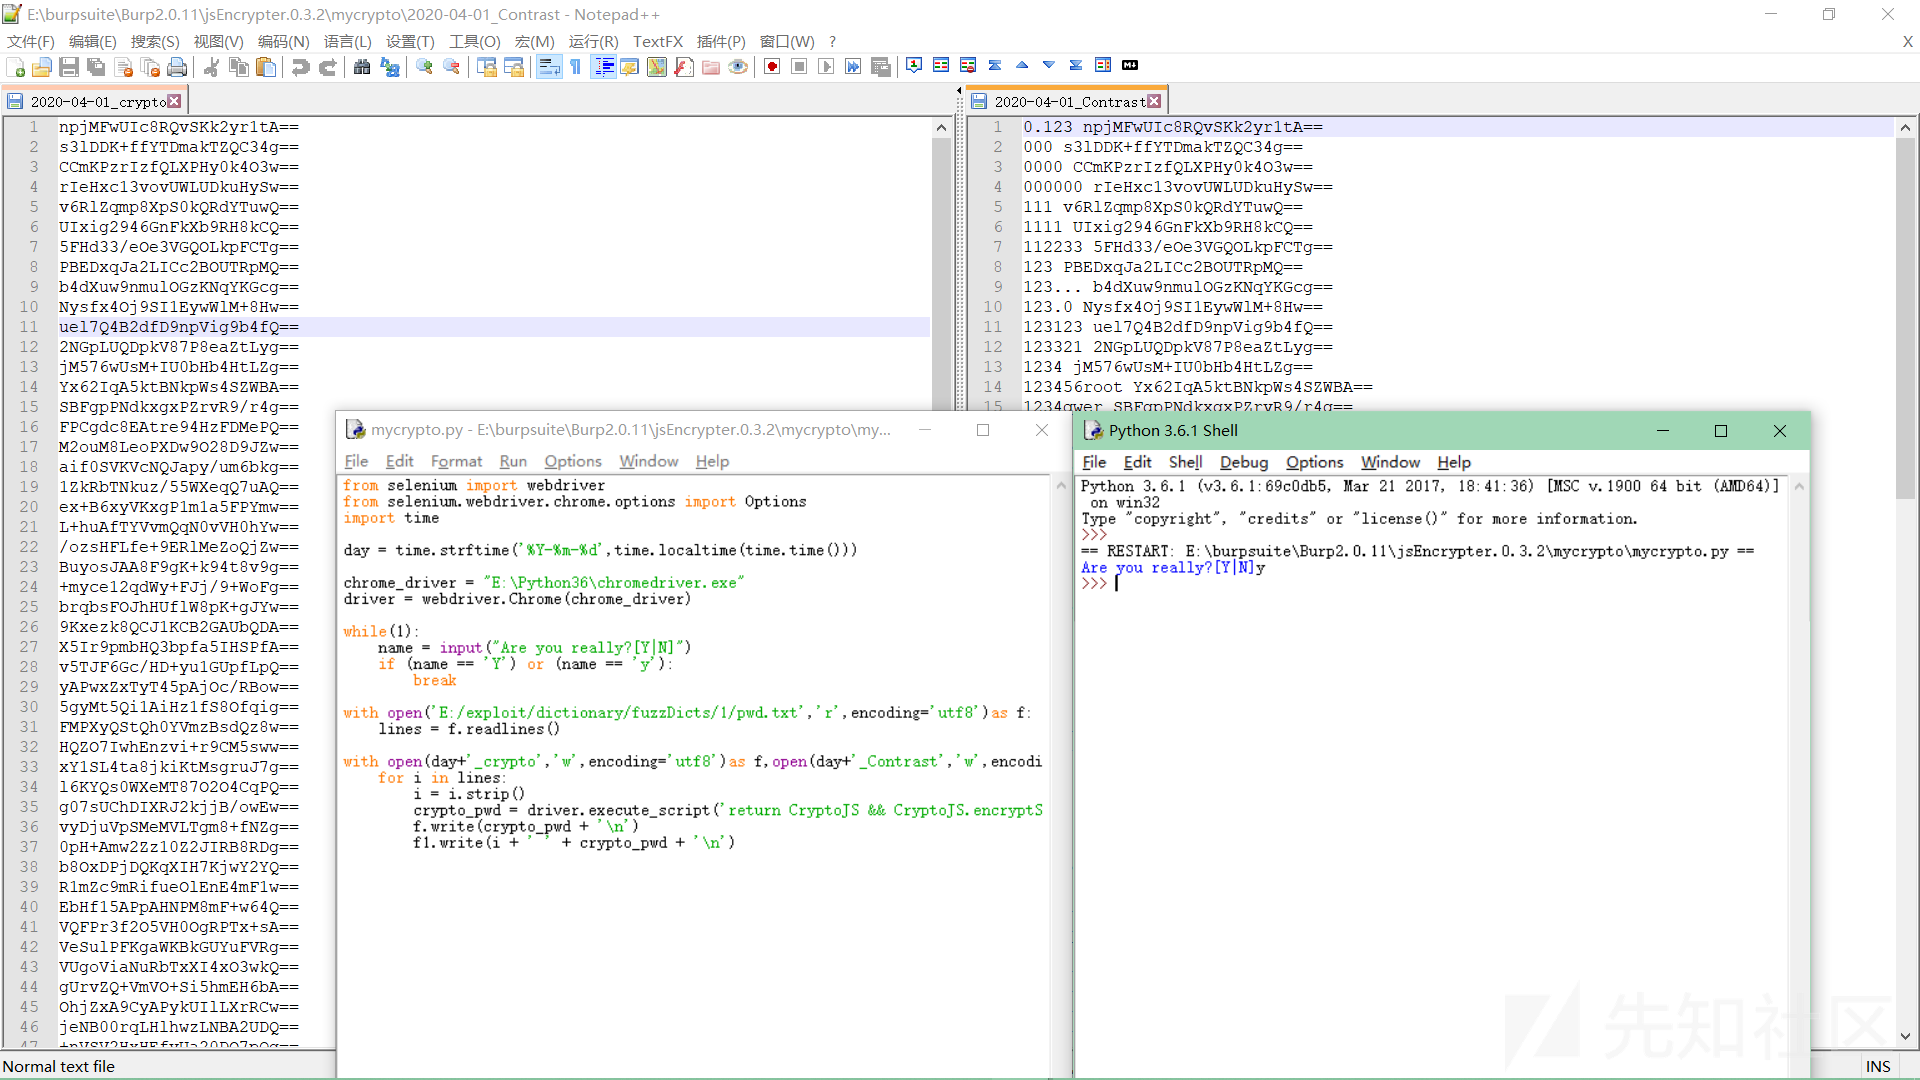 E:\burpsuite\Burp2.0.11\jsEncrypter.0.3.2\mycrypto\2020-04-01_Contrast - Notepad++
文件(F) 编辑(E) 搜索(S) 视图(V) 编码(N) 语言(L) 设置(T) 工具(O) 宏(M) 运行(R) TextFX 插件(P) 窗口(W) ? X
2020-04-01_crypto
1 npjMFwUIc8RQvSKk2yr1tA==
2 s3lDDK+ffYTDmakTZQC34g==
3 CCmKPzrIzfQLXPHy0k4O3w==
4 rIeHxc13vovUWLUDkuHySw==
5 v6RlZqmp8XpS0kQRdYTuwQ==
6 UIxig2946GnFkXb9RH8kCQ==
7 5FHd33/eOe3VGQOLkpFCTg==
8 PBEDxqJa2LICc2BOUTRpMQ==
9 b4dXuw9nmulOGzKNqYKGcg==
10 Nysfx4Oj9SI1EywWlM+8Hw==
11 uel7Q4B2dfD9npVig9b4fQ==
12 2NGpLUQDpkV87P8eaZtLyg==
13 jM576wUsM+IU0bHb4HtLZg==
14 Yx62IqA5ktBNkpWs4SZWBA==
15 SBFgpPNdkxgxPZrvR9/r4g==
16 FPCgdc8EAtre94HzFDMePQ==
17 M2ouM8LeoPXDw9O28D9JZw==
18 aif0SVKVcNQJapy/um6bkg==
19 1ZkRbTNkuz/55WXeqQ7uAQ==
20 ex+B6xyVKxgP1m1a5FPYmw==
21 L+huAfTYVvmQqN0vVH0hYw==
22 /ozsHFLfe+9ERlMeZoQjZw==
23 BuyosJAA8F9gK+k94t8v9g==
24 +myce12qdWy+FJj/9+WoFg==
25 brqbsFOJhHUflW8pK+gJYw==
26 9Kxezk8QCJ1KCB2GAUbQDA==
27 X5Ir9pmbHQ3bpfa5IHSPfA==
28 v5TJF6Gc/HD+yu1GUpfLpQ==
29 yAPwxZxTyT45pAjOc/RBow==
30 5gyMt5Qi1AiHz1fS8Ofqig==
31 FMPXyQStQh0YVmzBsdQz8w==
32 HQZO7IwhEnzvi+r9CM5sww==
33 xY1SL4ta8jkiKtMsgruJ7g==
34 l6KYQs0WXeMT87O2O4CqPQ==
35 g07sUChDIXRJ2kjjB/owEw==
36 vyDjuVpSMeMVLTgm8+fNZg==
37 0pH+Amw2Zz10Z2JIRB8RDg==
38 b8OxDPjDQKqXIH7KjwY2YQ==
39 R1mZc9mRifueOlEnE4mF1w==
40 EbHf15APpAHNPM8mF+w64Q==
41 VQFPr3f2O5VH0OgRPTx+sA==
42 VeSulPFKgaWKBkGUYuFVRg==
43 VUgoViaNuRbTxXI4xO3wkQ==
44 gUrvZQ+VmVO+Si5hmEH6bA==
45 OhjZxA9CyAPykUIlLXrRCw==
46 jeNB00rqLHlhwzLNBA2UDQ==
47
2020-04-01_Contrast
1 0.123 npjMFwUIc8RQvSKk2yr1tA==
2 000 s3lDDK+ffYTDmakTZQC34g==
3 0000 CCmKPzrIzfQLXPHy0k4O3w==
4 000000 rIeHxc13vovUWLUDkuHySw==
5 111 v6RlZqmp8XpS0kQRdYTuwQ==
6 1111 UIxig2946GnFkXb9RH8kCQ==
7 112233 5FHd33/eOe3VGQOLkpFCTg==
8 123 PBEDxqJa2LICc2BOUTRpMQ==
9 123... b4dXuw9nmulOGzKNqYKGcg==
10 123.0 Nysfx4Oj9SI1EywWlM+8Hw==
11 123123 uel7Q4B2dfD9npVig9b4fQ==
12 123321 2NGpLUQDpkV87P8eaZtLyg==
13 1234 jM576wUsM+IU0bHb4HtLZg==
14 123456root Yx62IqA5ktBNkpWs4SZWBA==
15 1234qwer SBFgpPNdkxgxPZrvR9/r4g==
mycrypto.py - E:\burpsuite\Burp2.0.11\jsEncrypter.0.3.2\mycrypto\my...
File Edit Format Run Options Window Help
from selenium import webdriver
from selenium.webdriver.chrome.options import Options
import time
day = time.strftime('%Y-%m-%d',time.localtime(time.time()))
chrome_driver = "E:\Python36\chromedriver.exe"
driver = webdriver.Chrome(chrome_driver)
while(1):
    name = input("Are you really?[Y|N]")
    if (name == 'Y') or (name == 'y'):
        break
with open('E:/exploit/dictionary/fuzzDicts/1/pwd.txt','r',encoding='utf8')as f:
    lines = f.readlines()
with open(day+'_crypto','w',encoding='utf8')as f,open(day+'_Contrast','w',encodi
    for i in lines:
        i = i.strip()
        crypto_pwd = driver.execute_script('return CryptoJS && CryptoJS.encryptS
        f.write(crypto_pwd + '\n')
        f1.write(i + ' ' + crypto_pwd + '\n')
Python 3.6.1 Shell
File Edit Shell Debug Options Window Help
Python 3.6.1 (v3.6.1:69c0db5, Mar 21 2017, 18:41:36) [MSC v.1900 64 bit (AMD64)]
on win32
Type "copyright", "credits" or "license()" for more information.
>>>
== RESTART: E:\burpsuite\Burp2.0.11\jsEncrypter.0.3.2\mycrypto\mycrypto.py ==
Are you really?[Y|N]y
>>>
先知社区
Normal text file
INS